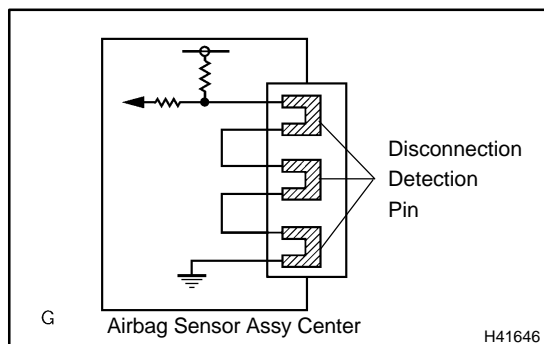 Disconnection
Detection
Pin
G
Airbag Sensor Assy Center
H41646